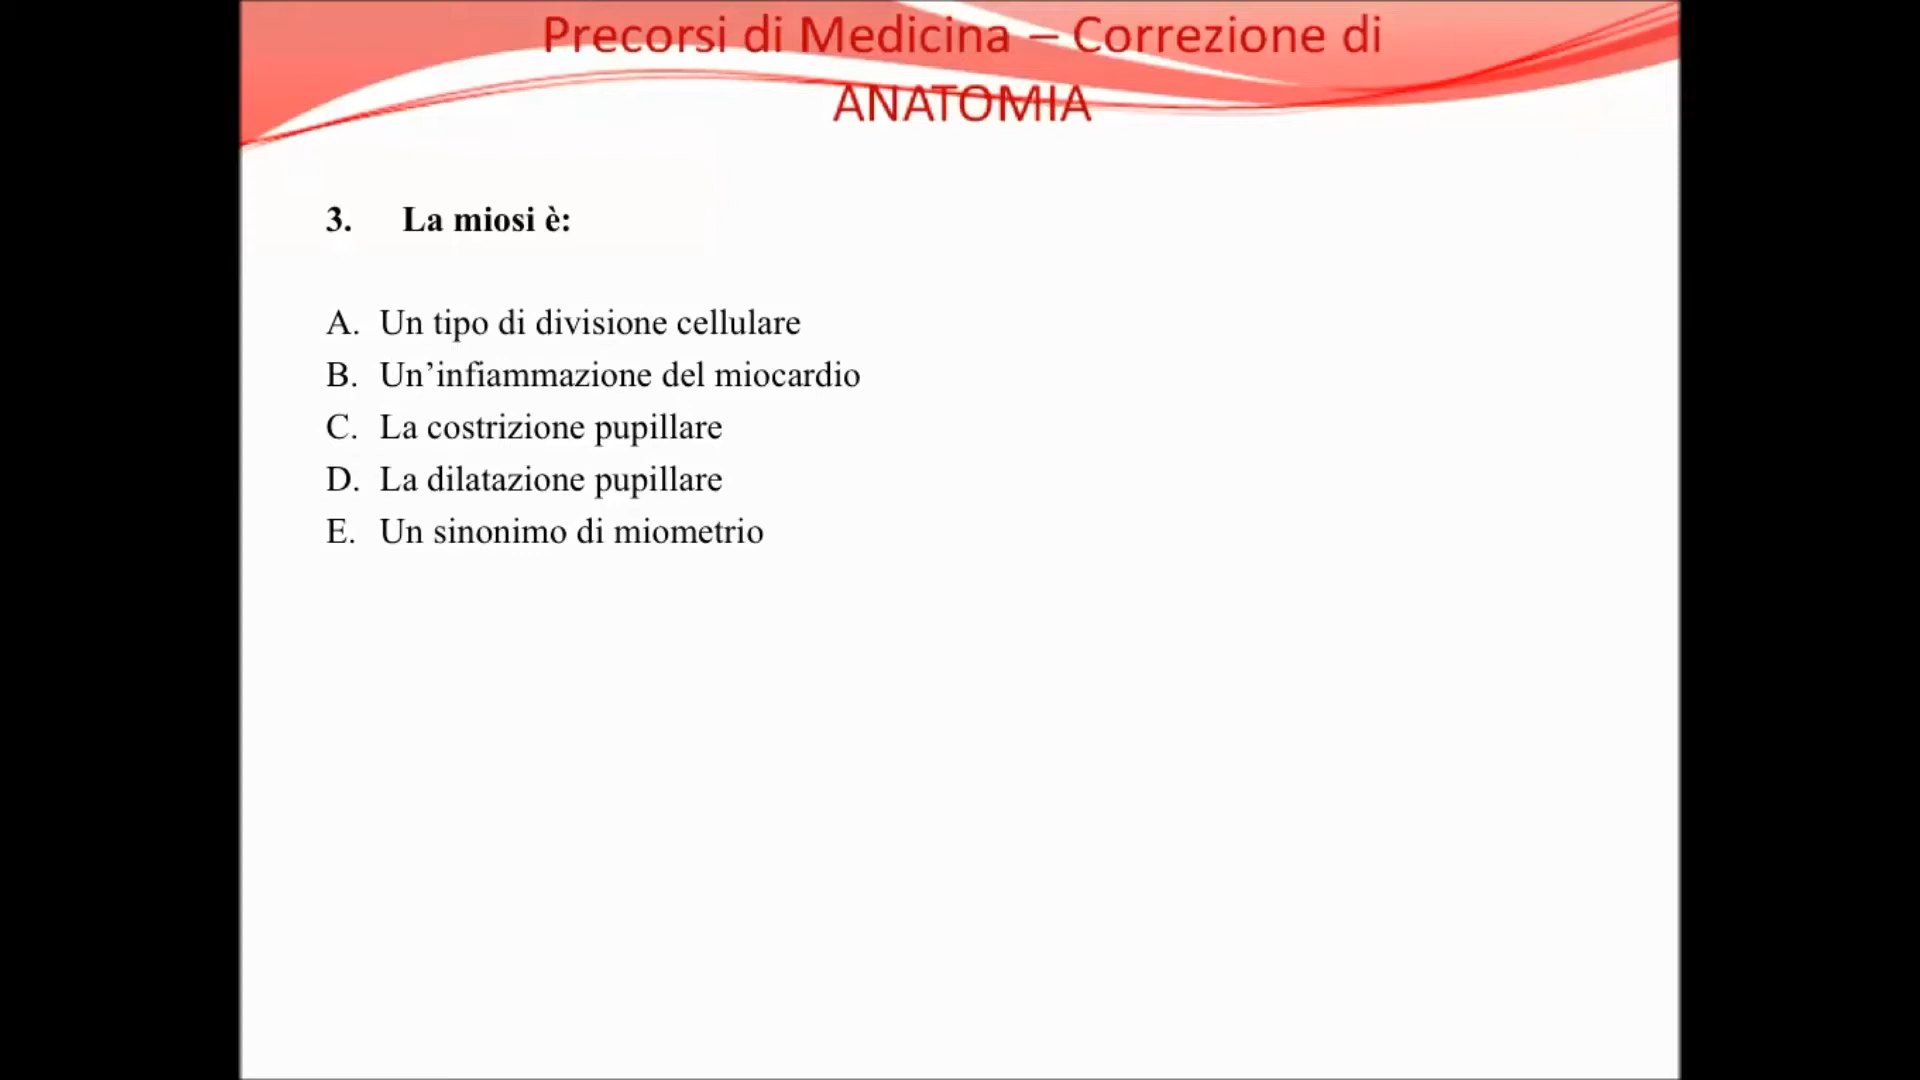 Precorsi di Medicina – Correzione di
ANATOMIA
3. La miosi è:
A. Un tipo di divisione cellulare
B. Un’infiammazione del miocardio
C. La costrizione pupillare
D. La dilatazione pupillare
E. Un sinonimo di miometrio